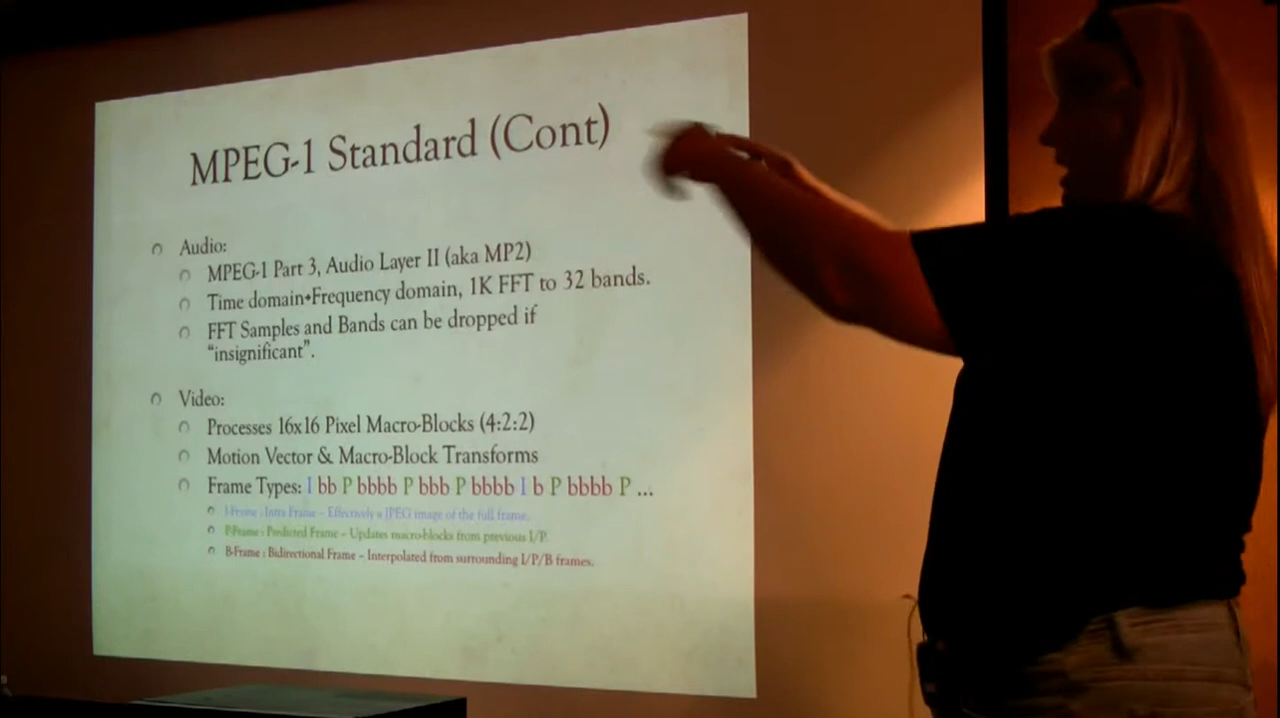 MPEG-1 Standard (Cont)
Audio:
MPEG-1 Part 3, Audio Layer II (aka MP2)
Time domain→Frequency domain, 1K FFT to 32 bands.
FFT Samples and Bands can be dropped if
“insignificant”.
Video:
Processes 16x16 Pixel Macro-Blocks (4:2:2)
Motion Vector & Macro-Block Transforms
Frame Types: I bb P bbbb P bbb P bbbb I b P bbbb P ...
I-Frame : Intra Frame – Effectively a JPEG image of the full frame.
P-Frame : Predicted Frame – Updates macro-blocks from previous I/P.
B-Frame : Bidirectional Frame – Interpolated from surrounding I/P/B frames.